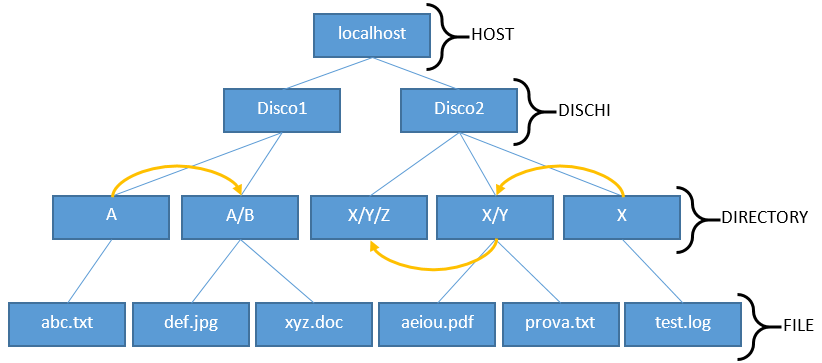 localhost
HOST
Disco1
Disco2
DISCHI
A
A/B
X/Y/Z
X/Y
X
DIRECTORY
abc.txt
def.jpg
xyz.doc
aeiou.pdf
prova.txt
test.log
FILE